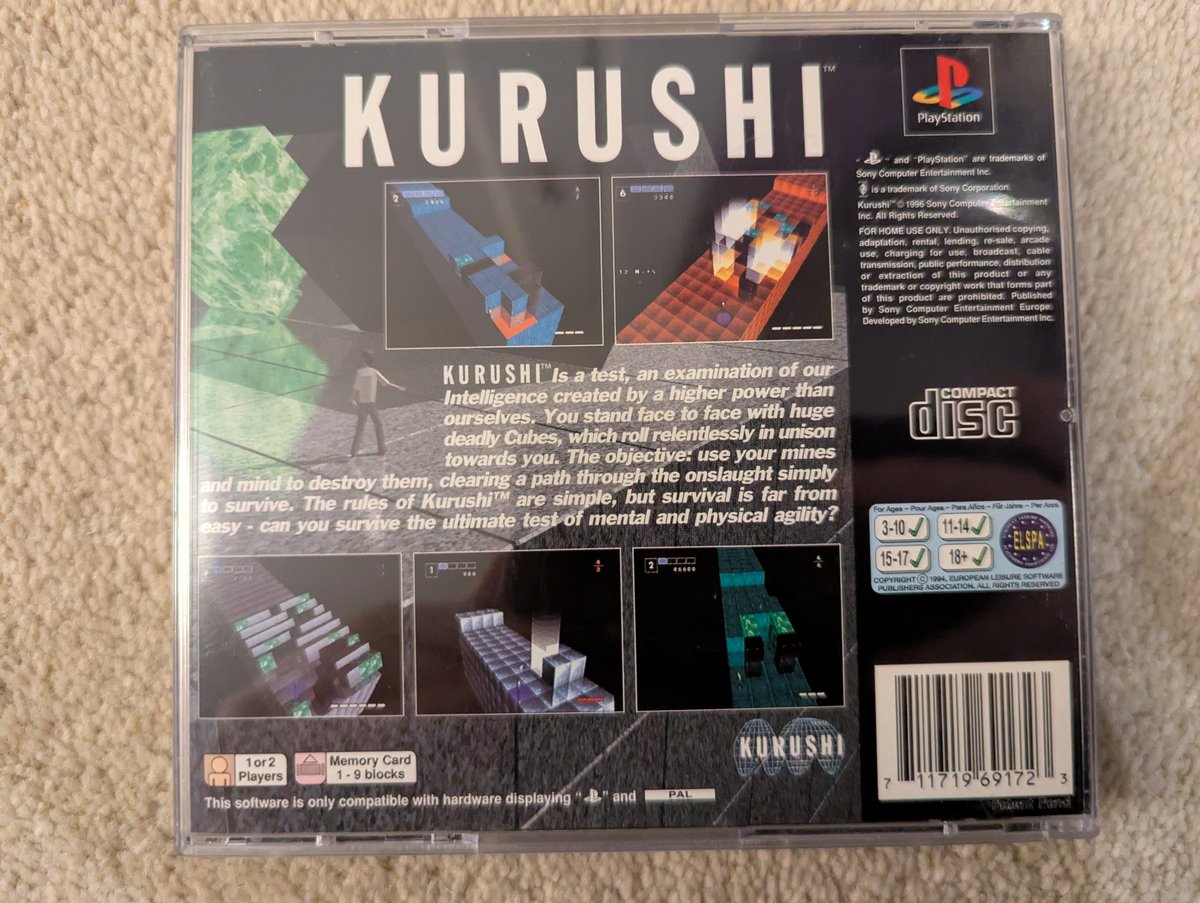 KURUSHI™
PlayStation
" " and "PlayStation" are trademarks of
Sony Computer Entertainment Inc.
is a trademark of Sony Corporation.
Kurushi™ © 1996 Sony Computer Entertainment
Inc. All Rights Reserved.
FOR HOME USE ONLY. Unauthorised copying,
adaptation, rental, lending, re-sale, arcade
use, charging for use, broadcast, cable
transmission, public performance, distribution
or extraction of this product or any
trademark or copyright work that forms part
of this product are prohibited. Published
by Sony Computer Entertainment Europe.
Developed by Sony Computer Entertainment Inc.
2
6
KURUSHI™ Is a test, an examination of our
Intelligence created by a higher power than
ourselves. You stand face to face with huge
deadly Cubes, which roll relentlessly in unison
towards you. The objective: use your mines
and mind to destroy them, clearing a path through the onslaught simply
to survive. The rules of Kurushi™ are simple, but survival is far from
easy - can you survive the ultimate test of mental and physical agility?
COMPACT
disc
For Ages – Pour Ages – Para Años – Für Jahre – Per Anni
3-10 ✓ 11-14 ✓
15-17 ✓ 18+ ✓
ELSPA
COPYRIGHT © 1994, EUROPEAN LEISURE SOFTWARE
PUBLISHERS ASSOCIATION. ALL RIGHTS RESERVED
1
900
4
3
2
46600
KURUSHI
1 or 2
Players
Memory Card
1 - 9 blocks
This software is only compatible with hardware displaying " " and PAL
7 11719 69172 3